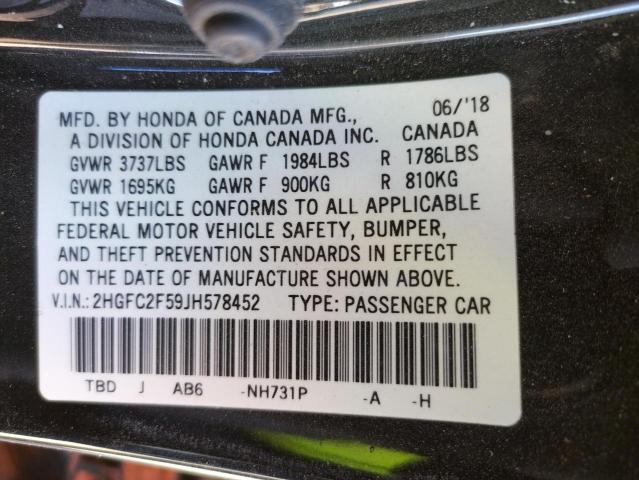 MFD. BY HONDA OF CANADA MFG., 06/'18
A DIVISION OF HONDA CANADA INC. CANADA
GVWR 3737LBS GAWR F 1984LBS R 1786LBS
GVWR 1695KG GAWR F 900KG R 810KG
THIS VEHICLE CONFORMS TO ALL APPLICABLE
FEDERAL MOTOR VEHICLE SAFETY, BUMPER,
AND THEFT PREVENTION STANDARDS IN EFFECT
ON THE DATE OF MANUFACTURE SHOWN ABOVE.
V.I.N.: 2HGFC2F59JH578452 TYPE: PASSENGER CAR
TBD J AB6 -NH731P -A -H